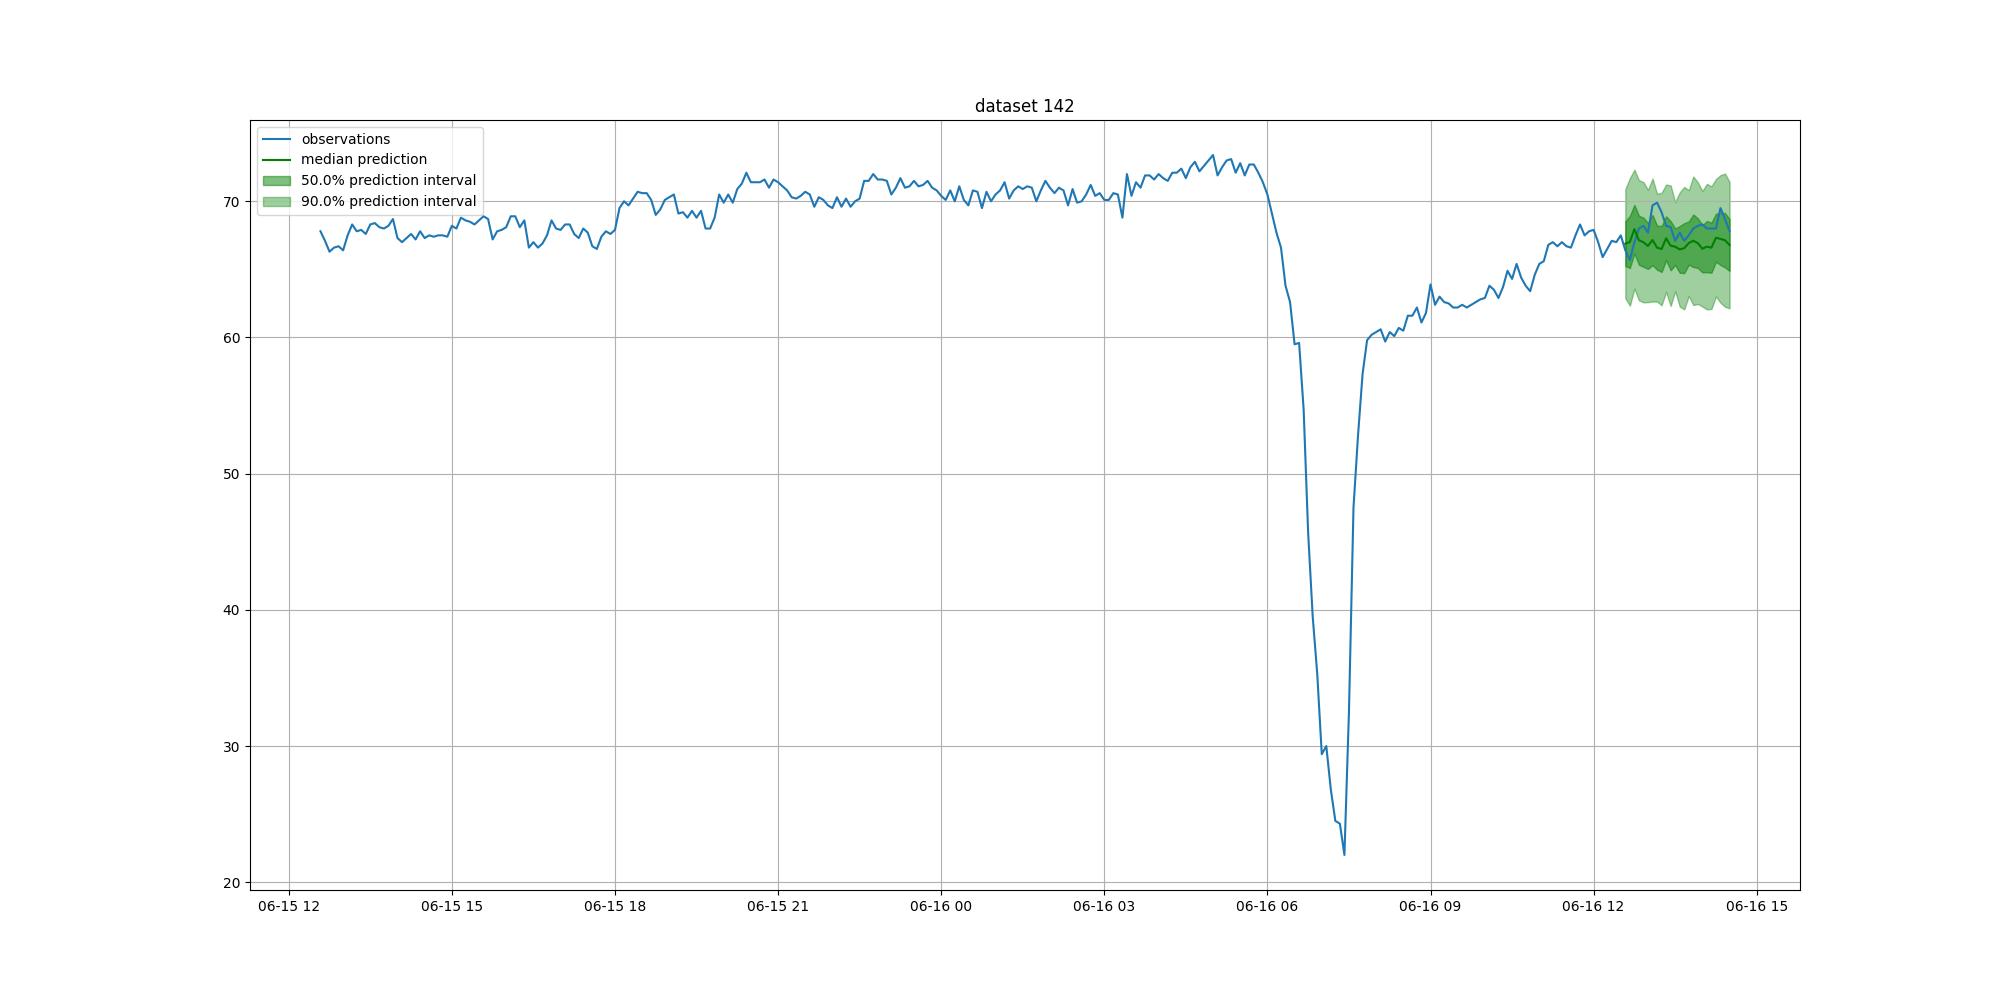 dataset 142
observations
median prediction
50.0% prediction interval
90.0% prediction interval
70
60
50
40
30
20
06-15 12 06-15 15 06-15 18 06-15 21 06-16 00 06-16 03 06-16 06 06-16 09 06-16 12 06-16 15